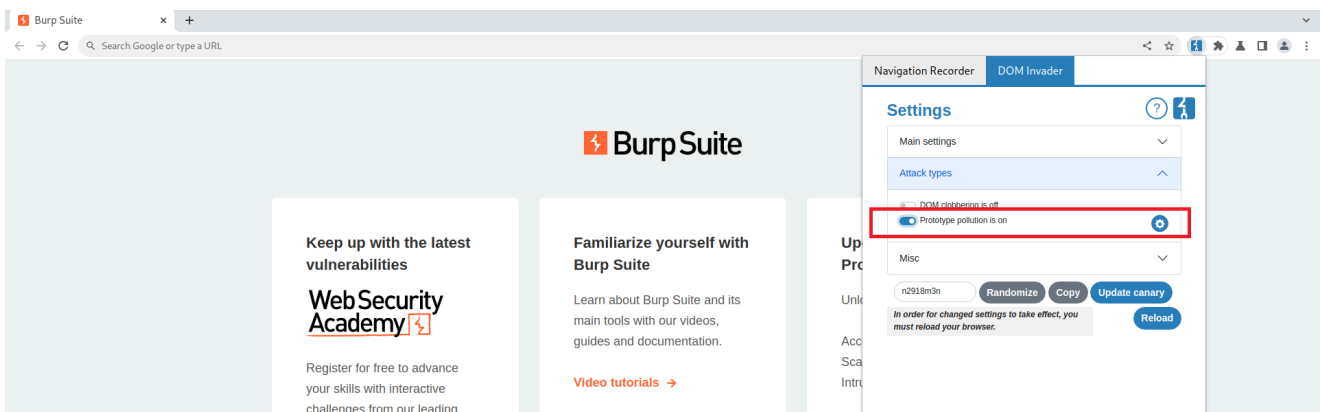 Burp Suite
Search Google or type a URL
Navigation Recorder
DOM Invader
Settings
?
Main settings
Attack types
DOM clobbering is off
Prototype pollution is on
Misc
n2918m3n
Randomize
Copy
Update canary
In order for changed settings to take effect, you
must reload your browser.
Reload
Burp Suite
Keep up with the latest
vulnerabilities
Web Security
Academy
Register for free to advance
your skills with interactive
challenges from our leading
Familiarize yourself with
Burp Suite
Learn about Burp Suite and its
main tools with our videos,
guides and documentation.
Video tutorials →